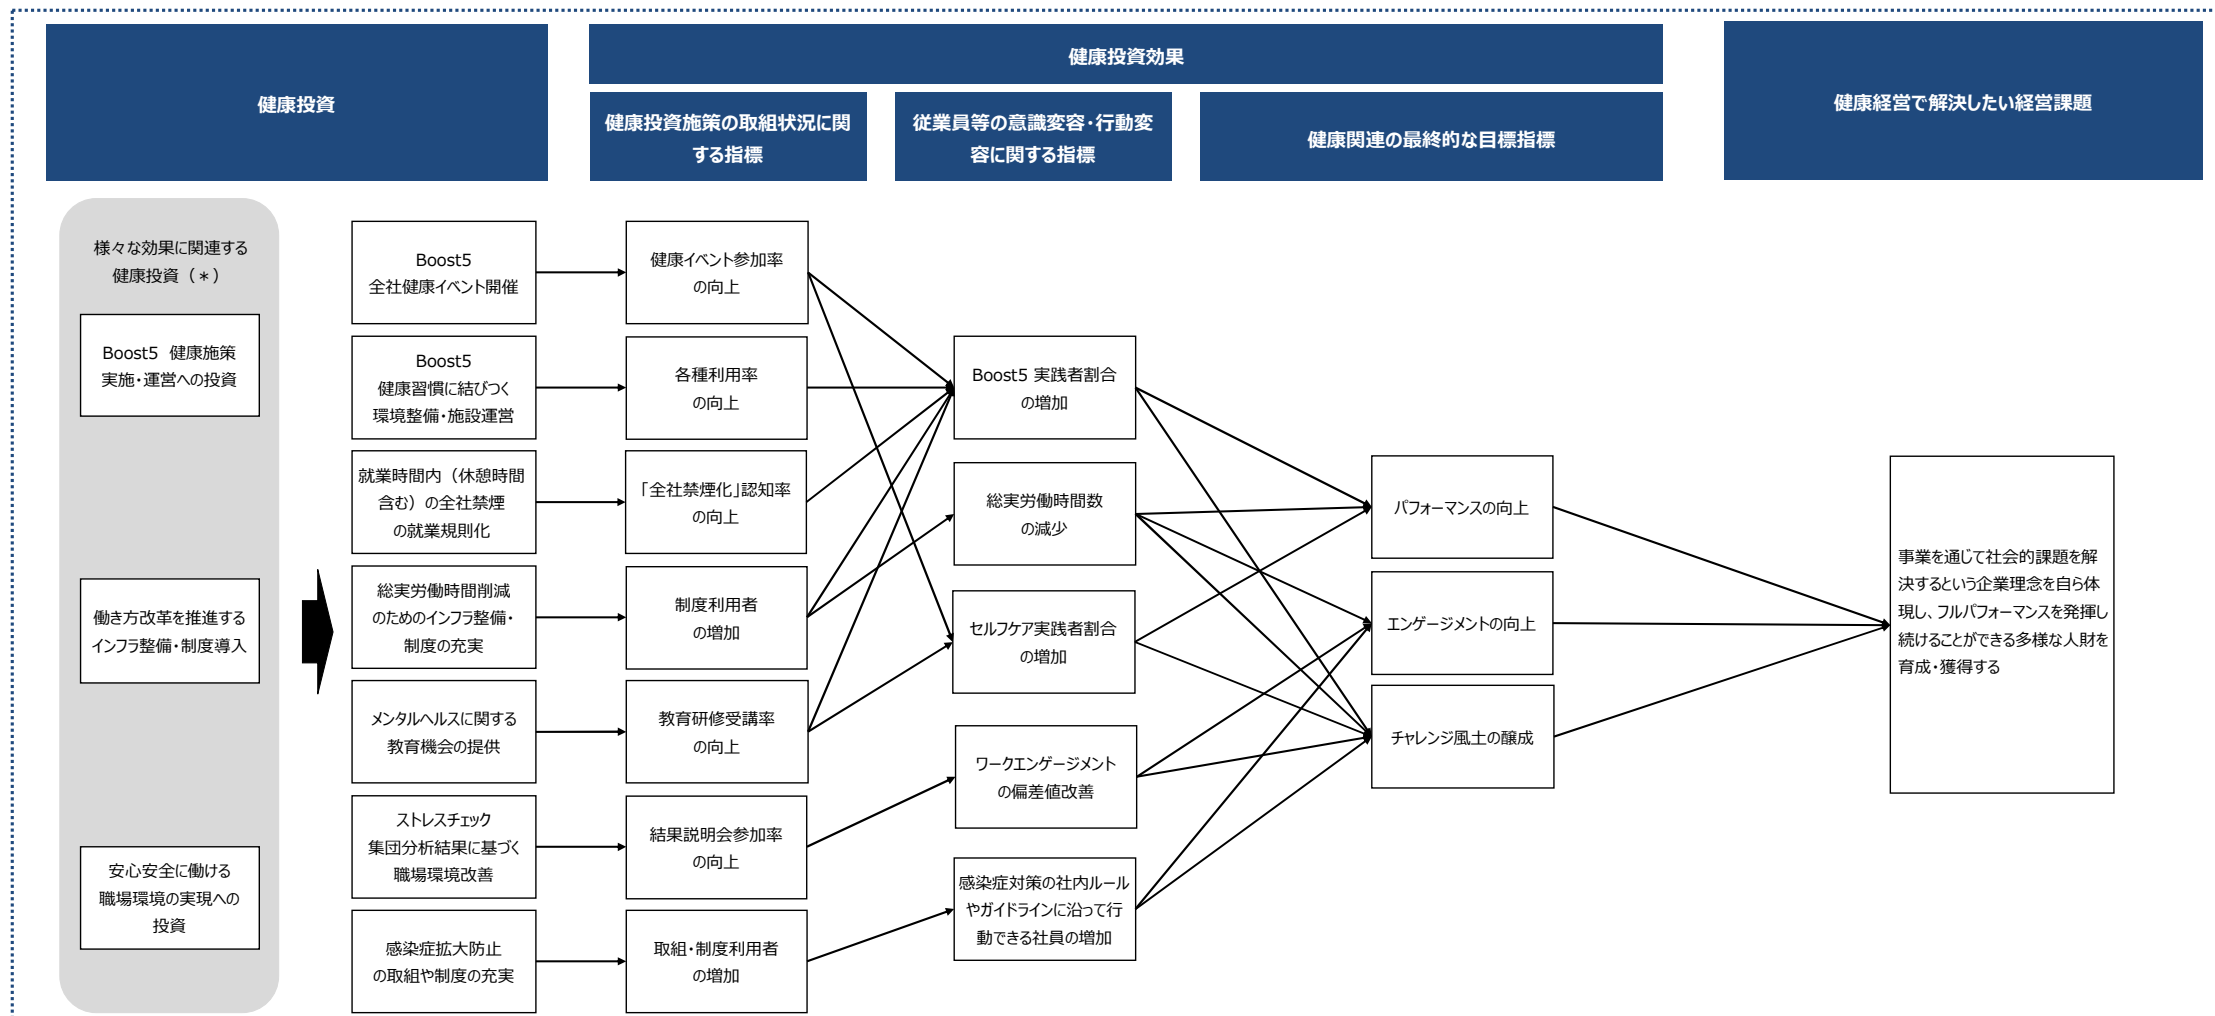 健康投資
健康投資効果
健康投資施策の取組状況に関
する指標
従業員等の意識変容・行動変
容に関する指標
健康関連の最終的な目標指標
健康経営で解決したい経営課題
様々な効果に関連する
健康投資（＊）
Boost5 健康施策
実施・運営への投資
働き方改革を推進する
インフラ整備・制度導入
安心安全に働ける
職場環境の実現への
投資
Boost5
全社健康イベント開催
Boost5
健康習慣に結びつく
環境整備・施設運営
就業時間内（休憩時間
含む）の全社禁煙
の就業規則化
総実労働時間削減
のためのインフラ整備・
制度の充実
メンタルヘルスに関する
教育機会の提供
ストレスチェック
集団分析結果に基づく
職場環境改善
感染症拡大防止
の取組や制度の充実
健康イベント参加率
の向上
各種利用率
の向上
「全社禁煙化」認知率
の向上
制度利用者
の増加
教育研修受講率
の向上
結果説明会参加率
の向上
取組・制度利用者
の増加
Boost5 実践者割合
の増加
総実労働時間数
の減少
セルフケア実践者割合
の増加
ワークエンゲージメント
の偏差値改善
感染症対策の社内ルール
やガイドラインに沿って行
動できる社員の増加
パフォーマンスの向上
エンゲージメントの向上
チャレンジ風土の醸成
事業を通じて社会的課題を解
決するという企業理念を自ら体
現し、フルパフォーマンスを発揮し
続けることができる多様な人財を
育成・獲得する